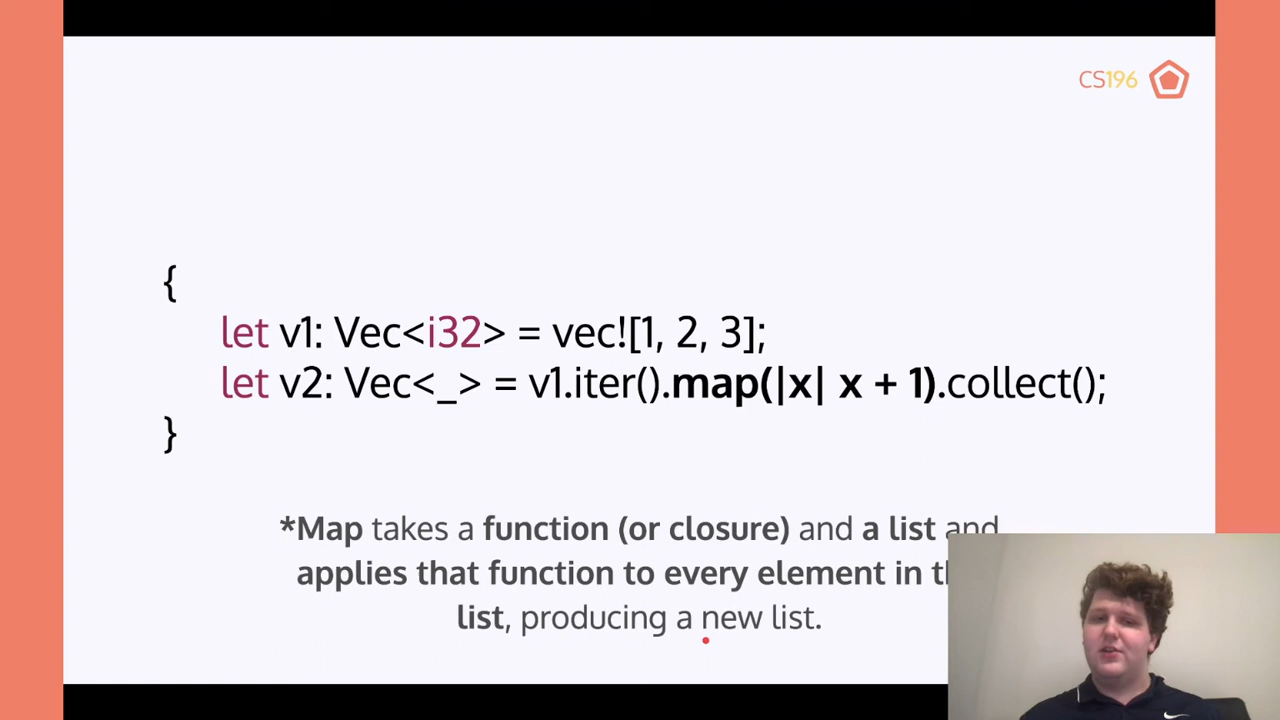 CS196
{
let v1: Vec<i32> = vec![1, 2, 3];
let v2: Vec<_> = v1.iter().map(|x| x + 1).collect();
}
*Map takes a function (or closure) and a list and
applies that function to every element in
list, producing a new list.